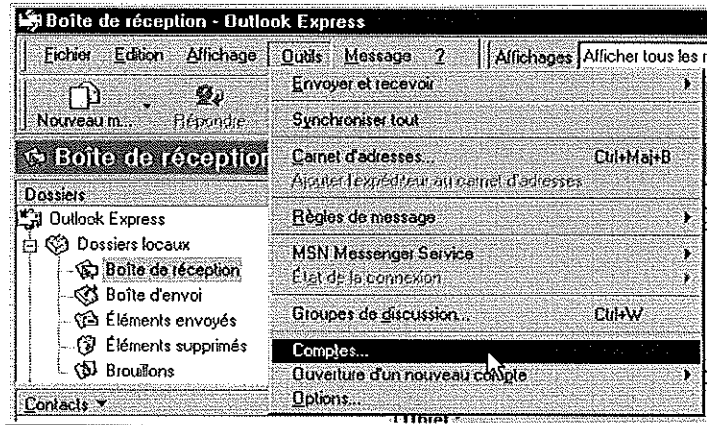 Boîte de réception - Outlook Express
Fichier Edition Affichage Outils Message ? Affichages Afficher tous les
Nouveau m... Répondre
Boîte de réception
Dossiers
Outlook Express
Dossiers locaux
Boîte de réception
Boîte d'envoi
Éléments envoyés
Éléments supprimés
Brouillons
Contacts
Envoyer et recevoir
Synchroniser tout
Carnet d'adresses... Ctrl+Maj+B
Ajouter l'expéditeur au carnet d'adresses
Règles de message
MSN Messenger Service
État de la connexion
Groupes de discussion... Ctrl+W
Comptes...
Ouverture d'un nouveau compte
Options...